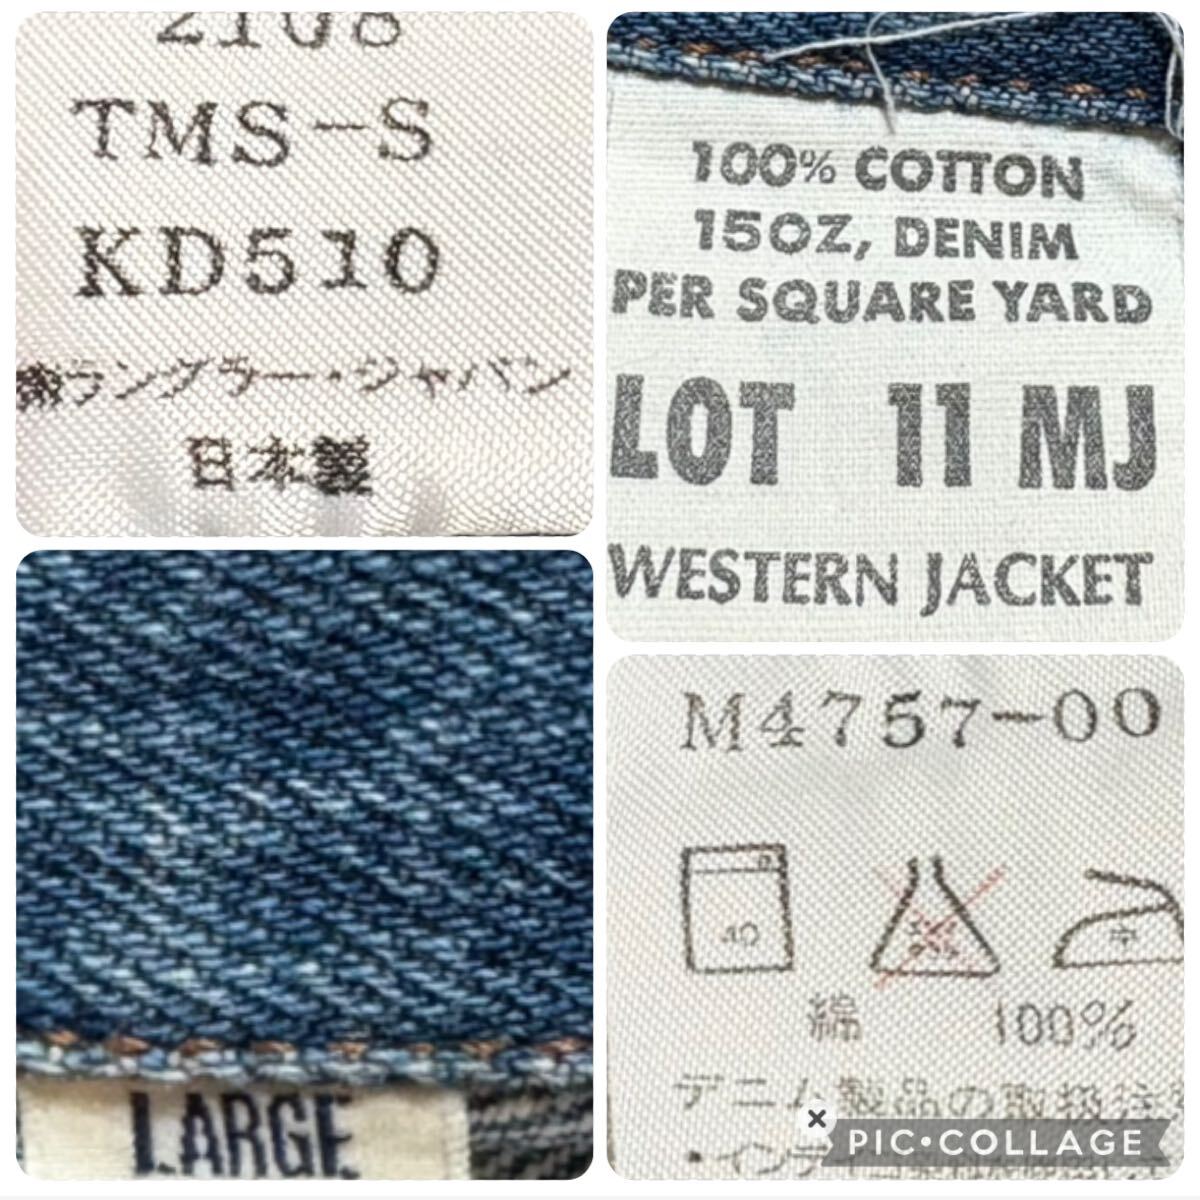 2108
TMS-S
KD510
㈱ラングラー・ジャパン
日本製
100% COTTON
15OZ, DENIM
PER SQUARE YARD
LOT 11 MJ
WESTERN JACKET
LARGE
M4757-00
40
中
綿 100%
デニム製品の取扱注
PIC•COLLAGE